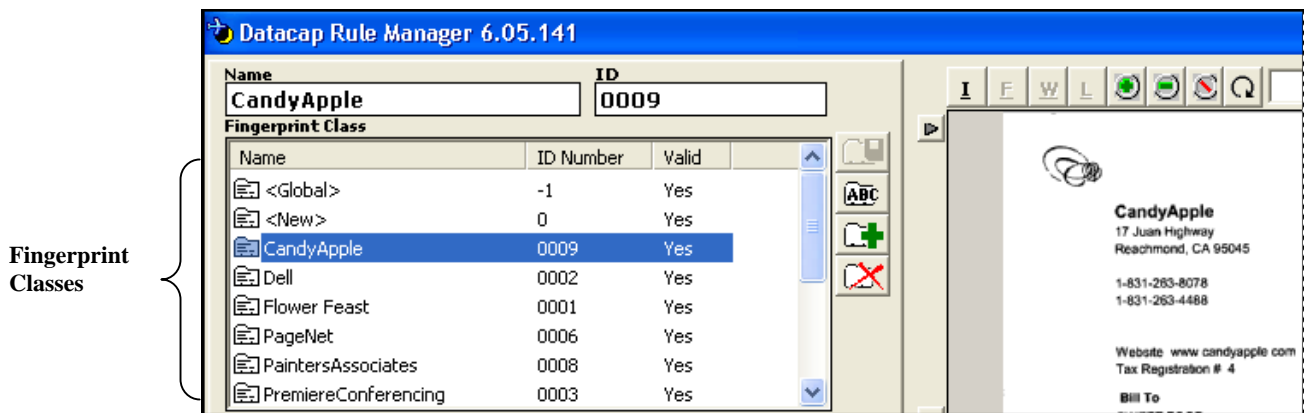 Datacap Rule Manager 6.05.141
Name ID
CandyApple 0009
Fingerprint Class
Name ID Number Valid
<Global> -1 Yes
<New> 0 Yes
CandyApple 0009 Yes
Dell 0002 Yes
Flower Feast 0001 Yes
PageNet 0006 Yes
PaintersAssociates 0008 Yes
PremiereConferencing 0003 Yes
Fingerprint
Classes
ABC
I F W L
CandyApple
17 Juan Highway
Reachmond, CA 95045
1-831-263-8078
1-831-263-4488
Website www candyapple com
Tax Registration # 4
Bill To